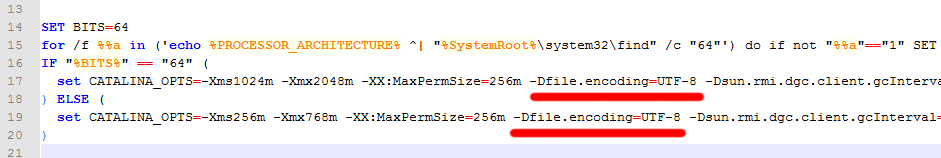 13
14 SET BITS=64
15 for /f %%a in ('echo %PROCESSOR_ARCHITECTURE% ^| "%SystemRoot%\system32\find" /c "64"') do if not "%%a"=="1" SET
16 IF "%BITS%" == "64" (
17 set CATALINA_OPTS=-Xms1024m -Xmx2048m -XX:MaxPermSize=256m -Dfile.encoding=UTF-8 -Dsun.rmi.dgc.client.gcInterva
18 ) ELSE (
19 set CATALINA_OPTS=-Xms256m -Xmx768m -XX:MaxPermSize=256m -Dfile.encoding=UTF-8 -Dsun.rmi.dgc.client.gcInterval=
20 )
21